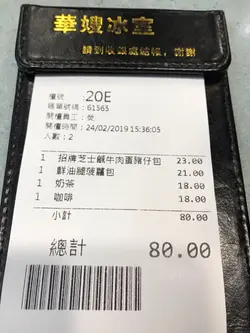 華嫂冰室
請到收銀處結賬，謝謝
檯號 20E
賬單號碼: 61565
開檯員工: 熒
開檯時間: 24/02/2019 15:36:05
人數: 2
1 招牌芝士鹹牛肉蛋豬仔包 23.00
1 鮮油腿菠蘿包 21.00
1 奶茶 18.00
1 咖啡 18.00
小計 80.00
總計 80.00